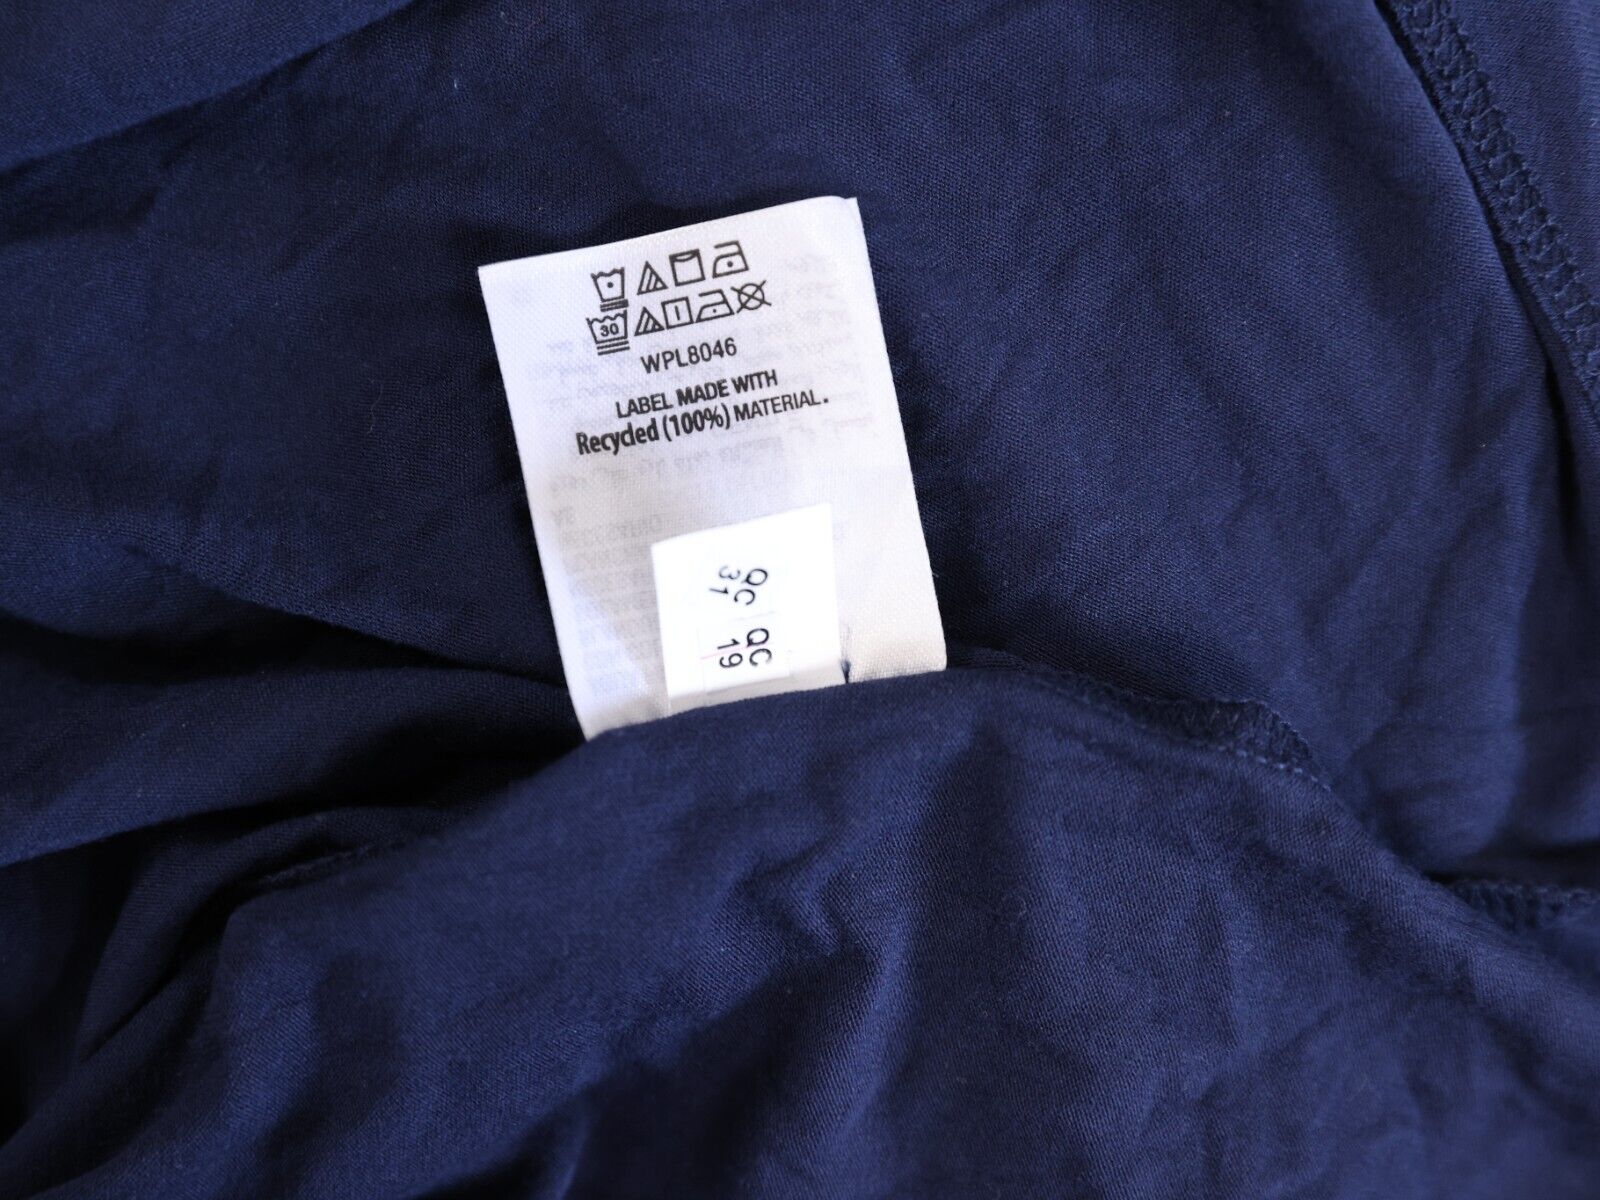 30
WPL8046
LABEL MADE WITH
Recycled (100%) MATERIAL.
QC
31
QC
19